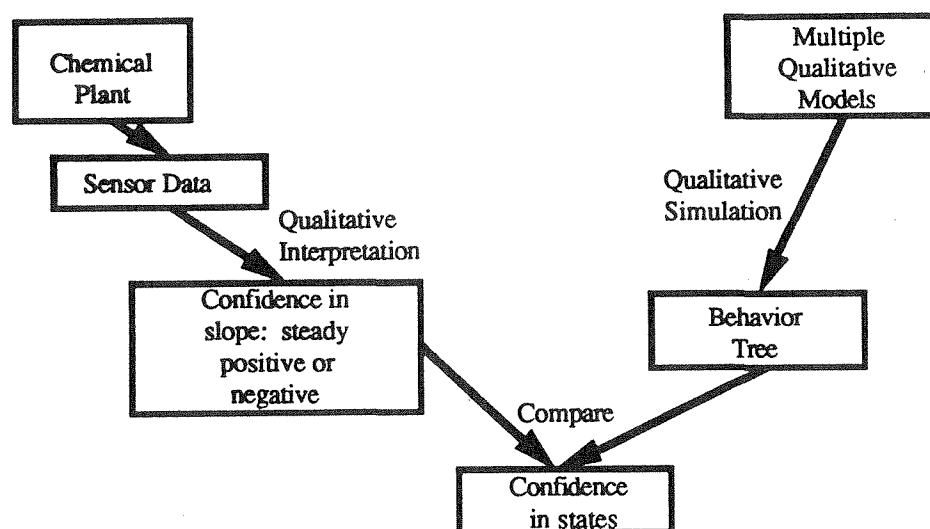 Chemical
Plant
Multiple
Qualitative
Models
Sensor Data
Qualitative
Simulation
Qualitative
Interpretation
Confidence in
slope: steady
positive or
negative
Behavior
Tree
Compare
Confidence
in states